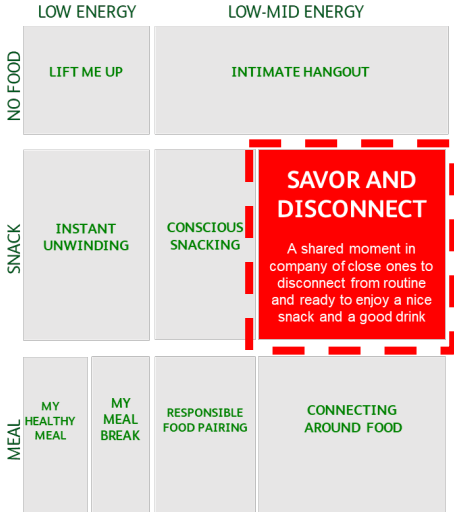 LOW ENERGY
LOW-MID ENERGY
NO FOOD
LIFT ME UP
INTIMATE HANGOUT
SNACK
INSTANT
UNWINDING
CONSCIOUS
SNACKING
SAVOR AND
DISCONNECT
A shared moment in
company of close ones to
disconnect from routine
and ready to enjoy a nice
snack and a good drink
MEAL
MY
HEALTHY
MEAL
MY
MEAL
BREAK
RESPONSIBLE
FOOD PAIRING
CONNECTING
AROUND FOOD